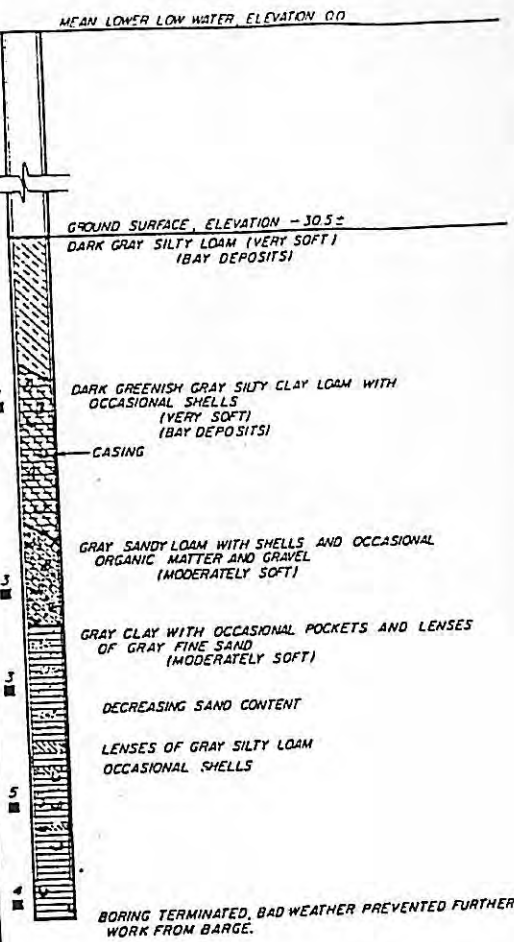 MEAN LOWER LOW WATER, ELEVATION 0.0
GROUND SURFACE, ELEVATION -30.5±
DARK GRAY SILTY LOAM (VERY SOFT)
(BAY DEPOSITS)
DARK GREENISH GRAY SILTY CLAY LOAM WITH
OCCASIONAL SHELLS
(VERY SOFT)
(BAY DEPOSITS)
CASING
GRAY SANDY LOAM WITH SHELLS AND OCCASIONAL
ORGANIC MATTER AND GRAVEL
(MODERATELY SOFT)
3
GRAY CLAY WITH OCCASIONAL POCKETS AND LENSES
OF GRAY FINE SAND
(MODERATELY SOFT)
3
DECREASING SAND CONTENT
LENSES OF GRAY SILTY LOAM
OCCASIONAL SHELLS
5
4
BORING TERMINATED, BAD WEATHER PREVENTED FURTHER
WORK FROM BARGE.